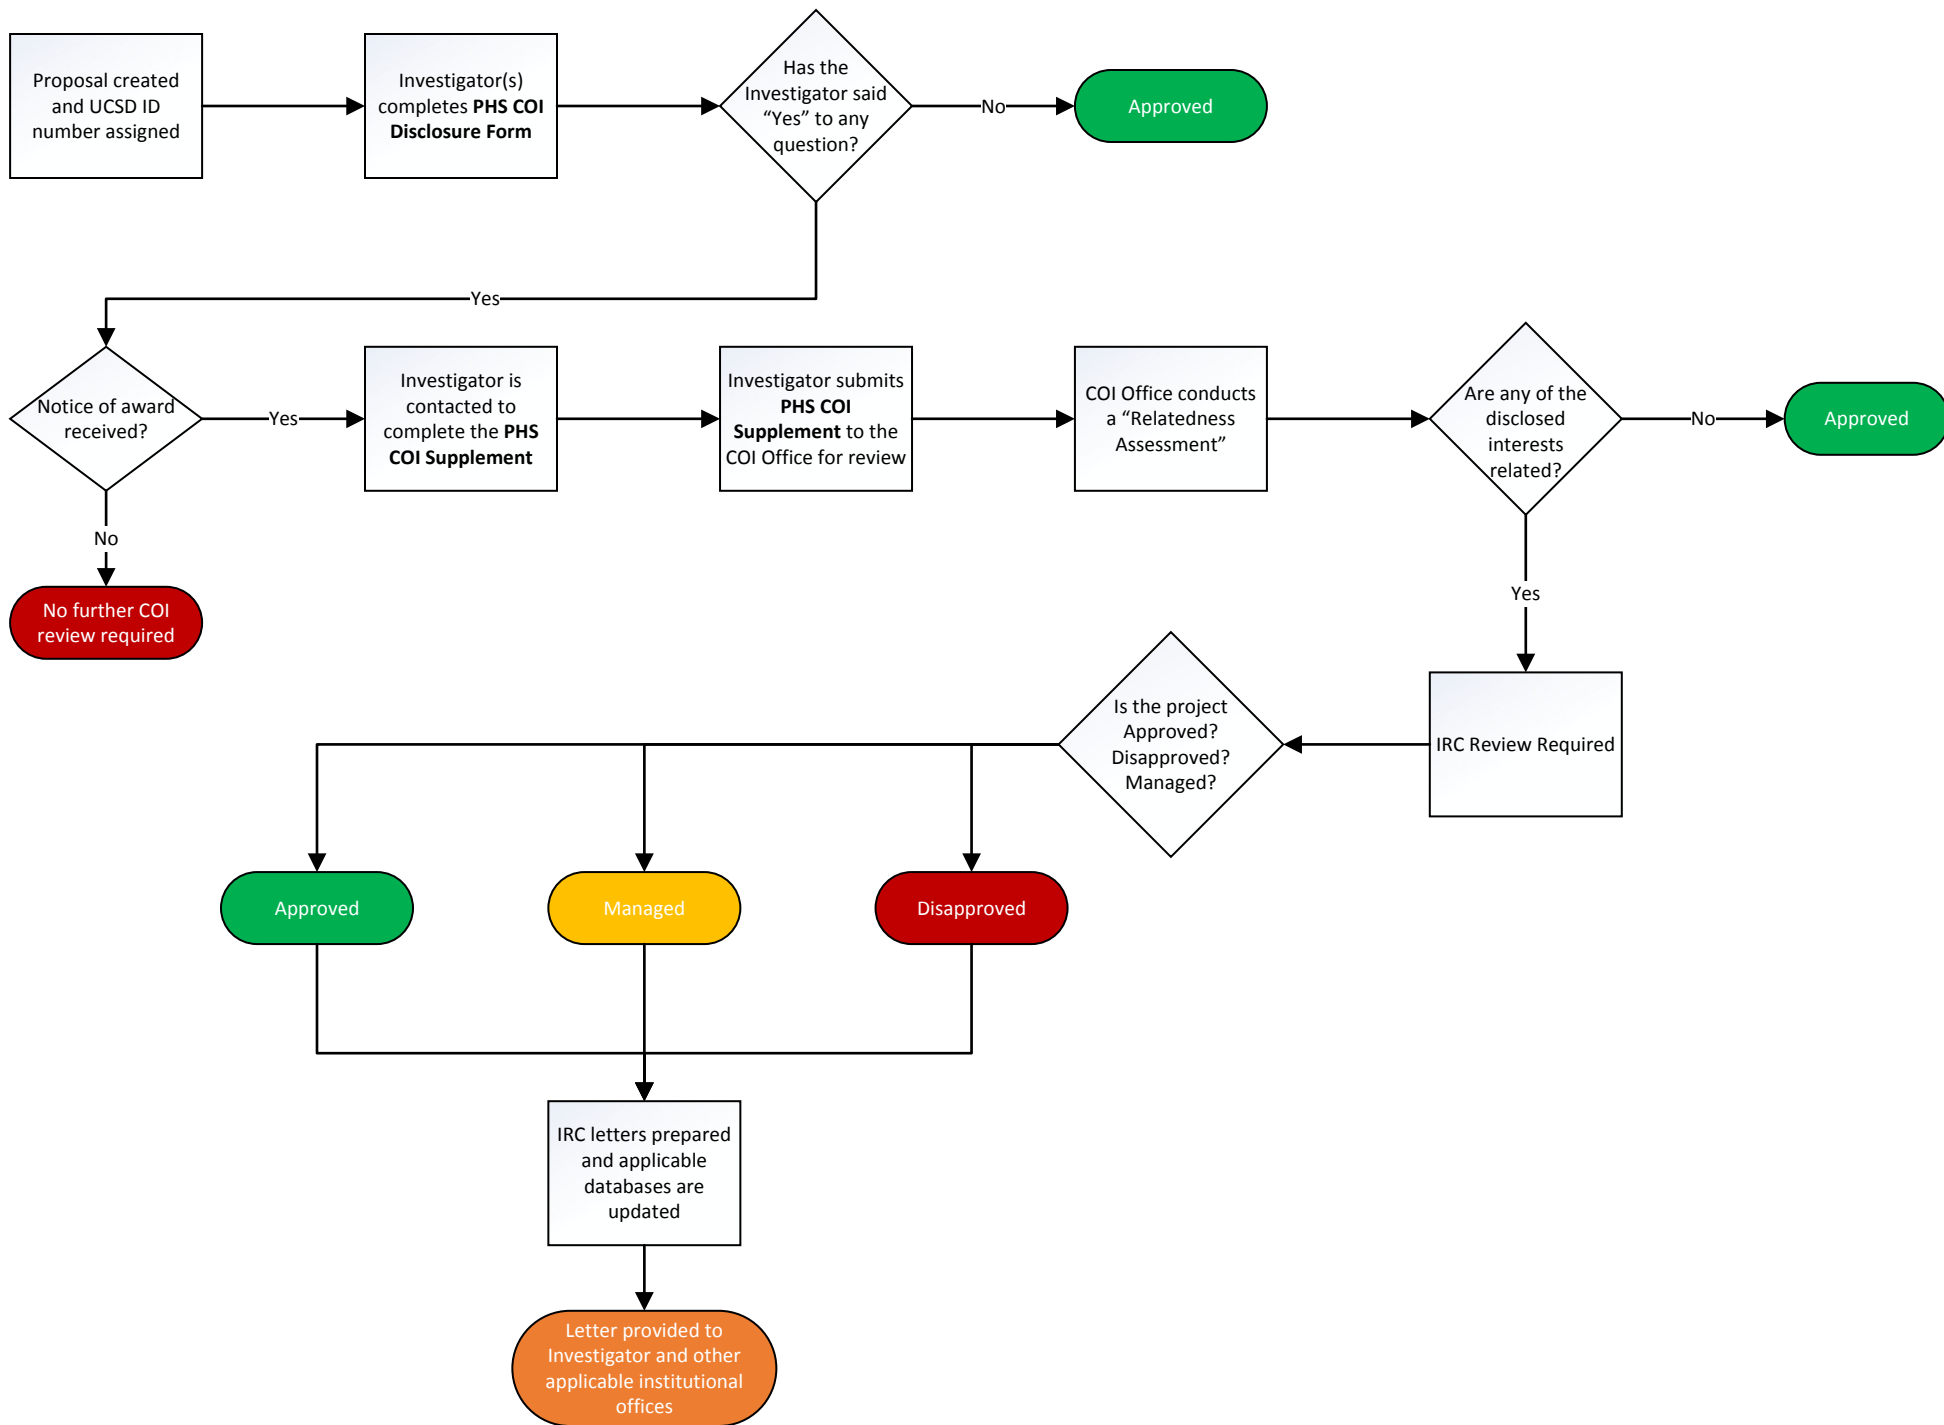 Proposal created
and UCSD ID
number assigned
Investigator(s)
completes PHS COI
Disclosure Form
Has the
Investigator said
“Yes” to any
question?
No
Approved
Yes
Notice of award
received?
Yes
Investigator is
contacted to
complete the PHS
COI Supplement
Investigator submits
PHS COI
Supplement to the
COI Office for review
COI Office conducts
a “Relatedness
Assessment”
Are any of the
disclosed
interests
related?
No
Approved
No
No further COI
review required
Yes
IRC Review Required
Is the project
Approved?
Disapproved?
Managed?
Approved
Managed
Disapproved
IRC letters prepared
and applicable
databases are
updated
Letter provided to
Investigator and other
applicable institutional
offices